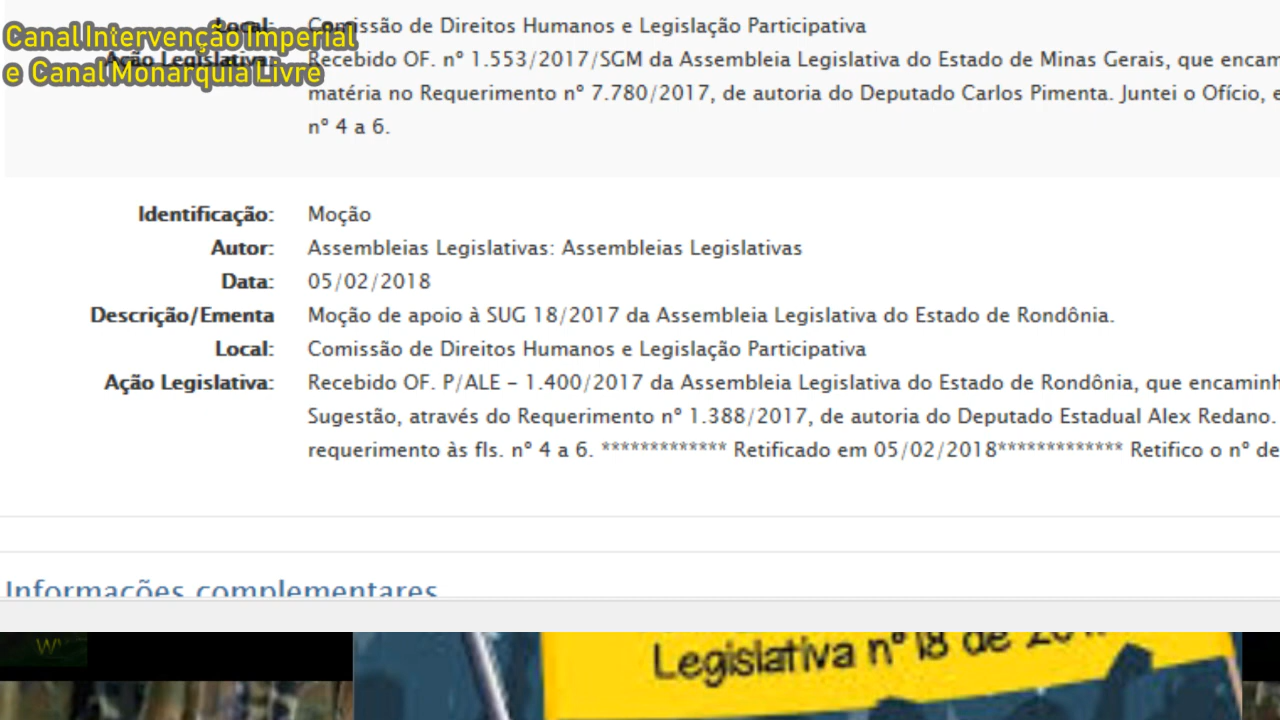 Canal Intervenção Imperial
e Canal Monarquia Livre
Local: Comissão de Direitos Humanos e Legislação Participativa
Ação Legislativa: Recebido OF. nº 1.553/2017/SGM da Assembleia Legislativa do Estado de Minas Gerais, que encam
matéria no Requerimento nº 7.780/2017, de autoria do Deputado Carlos Pimenta. Juntei o Ofício, e
nº 4 a 6.
Identificação: Moção
Autor: Assembleias Legislativas: Assembleias Legislativas
Data: 05/02/2018
Descrição/Ementa Moção de apoio à SUG 18/2017 da Assembleia Legislativa do Estado de Rondônia.
Local: Comissão de Direitos Humanos e Legislação Participativa
Ação Legislativa: Recebido OF. P/ALE - 1.400/2017 da Assembleia Legislativa do Estado de Rondônia, que encaminh
Sugestão, através do Requerimento nº 1.388/2017, de autoria do Deputado Estadual Alex Redano.
requerimento às fls. nº 4 a 6. ************* Retificado em 05/02/2018************* Retifico o nº de
Informações complementares
Legislativa nº 18 de